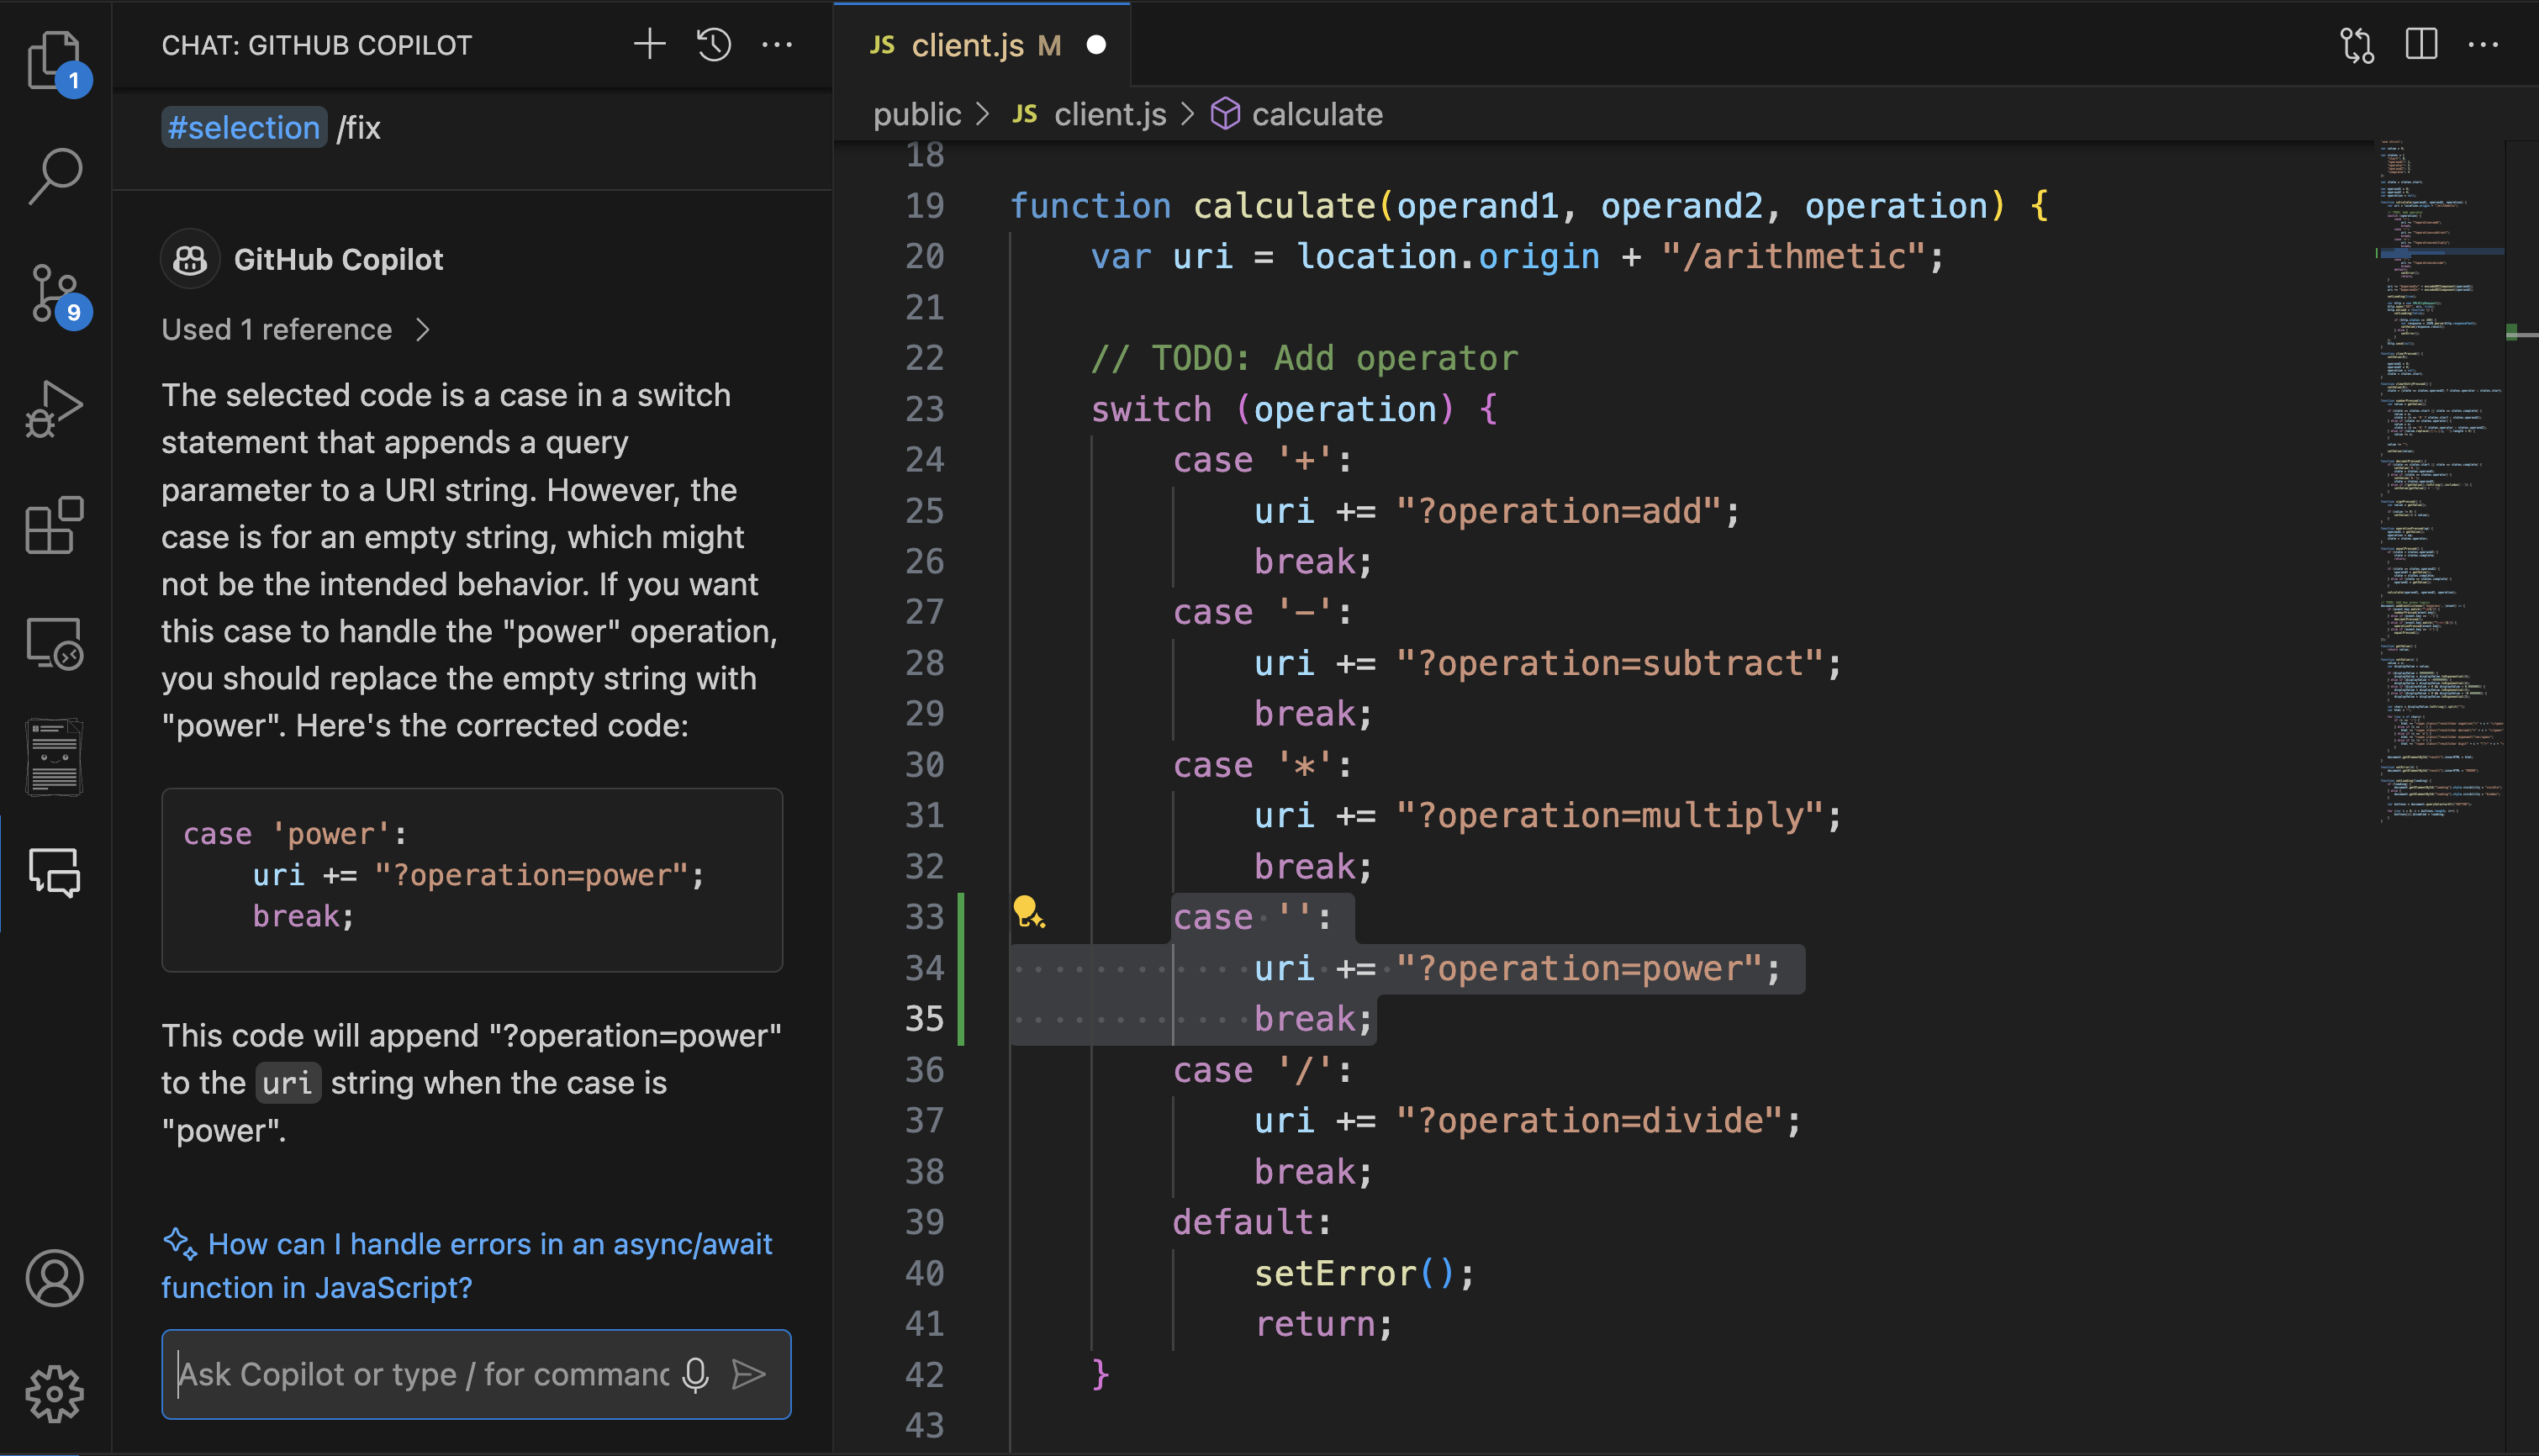 1
9
CHAT: GITHUB COPILOT
#selection /fix
GitHub Copilot
Used 1 reference
The selected code is a case in a switch
statement that appends a query
parameter to a URI string. However, the
case is for an empty string, which might
not be the intended behavior. If you want
this case to handle the "power" operation,
you should replace the empty string with
"power". Here's the corrected code:
case 'power':
uri += "?operation=power";
break;
This code will append "?operation=power"
to the uri string when the case is
"power".
How can I handle errors in an async/await
function in JavaScript?
Ask Copilot or type / for comman
JS client.js M
public > JS client.js > calculate
18
19 function calculate(operand1, operand2, operation) {
20 var uri = location.origin + "/arithmetic";
21
22 // TODO: Add operator
23 switch (operation) {
24 case '+':
25 uri += "?operation=add";
26 break;
27 case '-':
28 uri += "?operation=subtract";
29 break;
30 case '*':
31 uri += "?operation=multiply";
32 break;
33 case '':
34 uri += "?operation=power";
35 break;
36 case '/':
37 uri += "?operation=divide";
38 break;
39 default:
40 setError();
41 return;
42 }
43